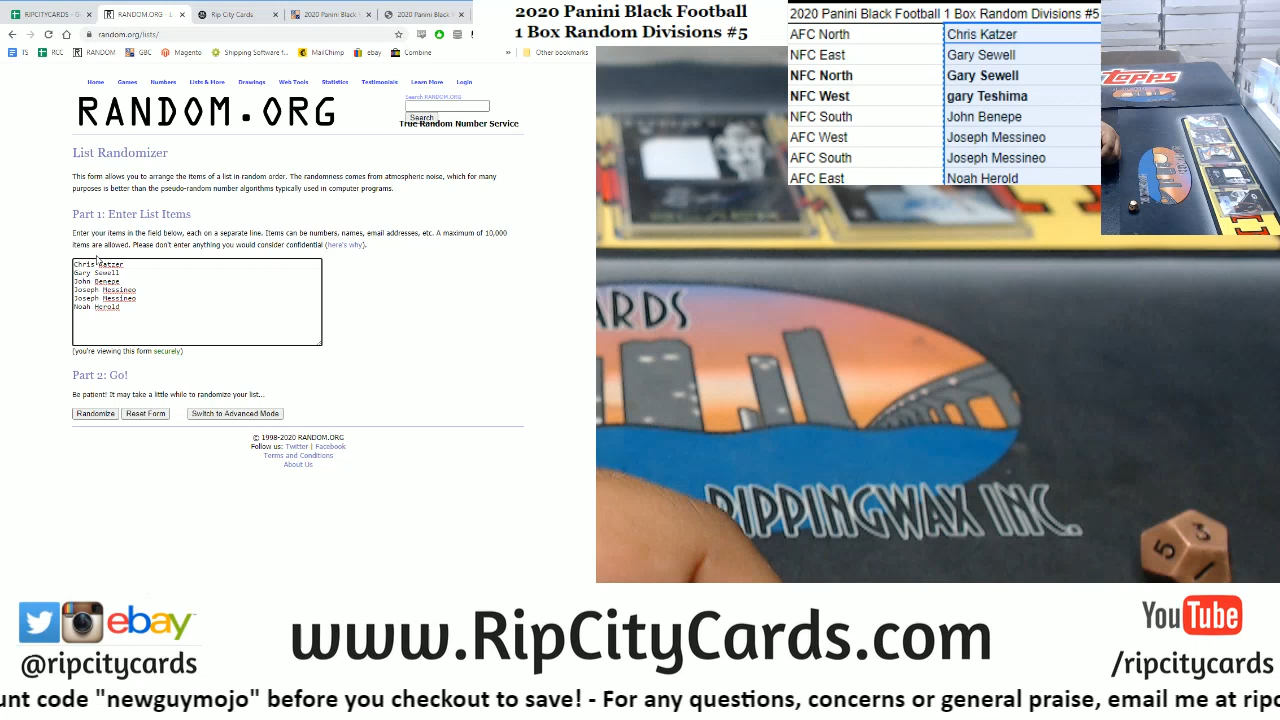 RIPCITYCARDS
RANDOM.ORG - L
Rip City Cards
2020 Panini Black
2020 Panini Black F
random.org/lists/
TS
RCC
RANDOM
GBC
Magento
Shipping Software f...
MailChimp
ebay
Combine
»
Other bookmarks
Home Games Numbers Lists & More Drawings Web Tools Statistics Testimonials Learn More Login
RANDOM.ORG
Search RANDOM.ORG
Search
True Random Number Service
List Randomizer
This form allows you to arrange the items of a list in random order. The randomness comes from atmospheric noise, which for many
purposes is better than the pseudo-random number algorithms typically used in computer programs.
Part 1: Enter List Items
Enter your items in the field below, each on a separate line. Items can be numbers, names, email addresses, etc. A maximum of 10,000
items are allowed. Please don't enter anything you would consider confidential (here's why).
Chris Katzer
Gary Sewell
John Benepe
Joseph Messineo
Joseph Messineo
Noah Herold
(you're viewing this form securely)
Part 2: Go!
Be patient! It may take a little while to randomize your list...
Randomize Reset Form Switch to Advanced Mode
© 1998-2020 RANDOM.ORG
Follow us: Twitter | Facebook
Terms and Conditions
About Us
2020 Panini Black Football
1 Box Random Divisions #5
2020 Panini Black Football 1 Box Random Divisions #5
AFC North Chris Katzer
NFC East Gary Sewell
NFC North Gary Sewell
NFC West gary Teshima
NFC South John Benepe
AFC West Joseph Messineo
AFC South Joseph Messineo
AFC East Noah Herold
TOPPS
ARDS
RIPPINGWAX INC.
5
3
1
ebay
@ripcitycards
www.RipCityCards.com
YouTube
/ripcitycards
unt code "newguymojo" before you checkout to save! - For any questions, concerns or general praise, email me at ripc